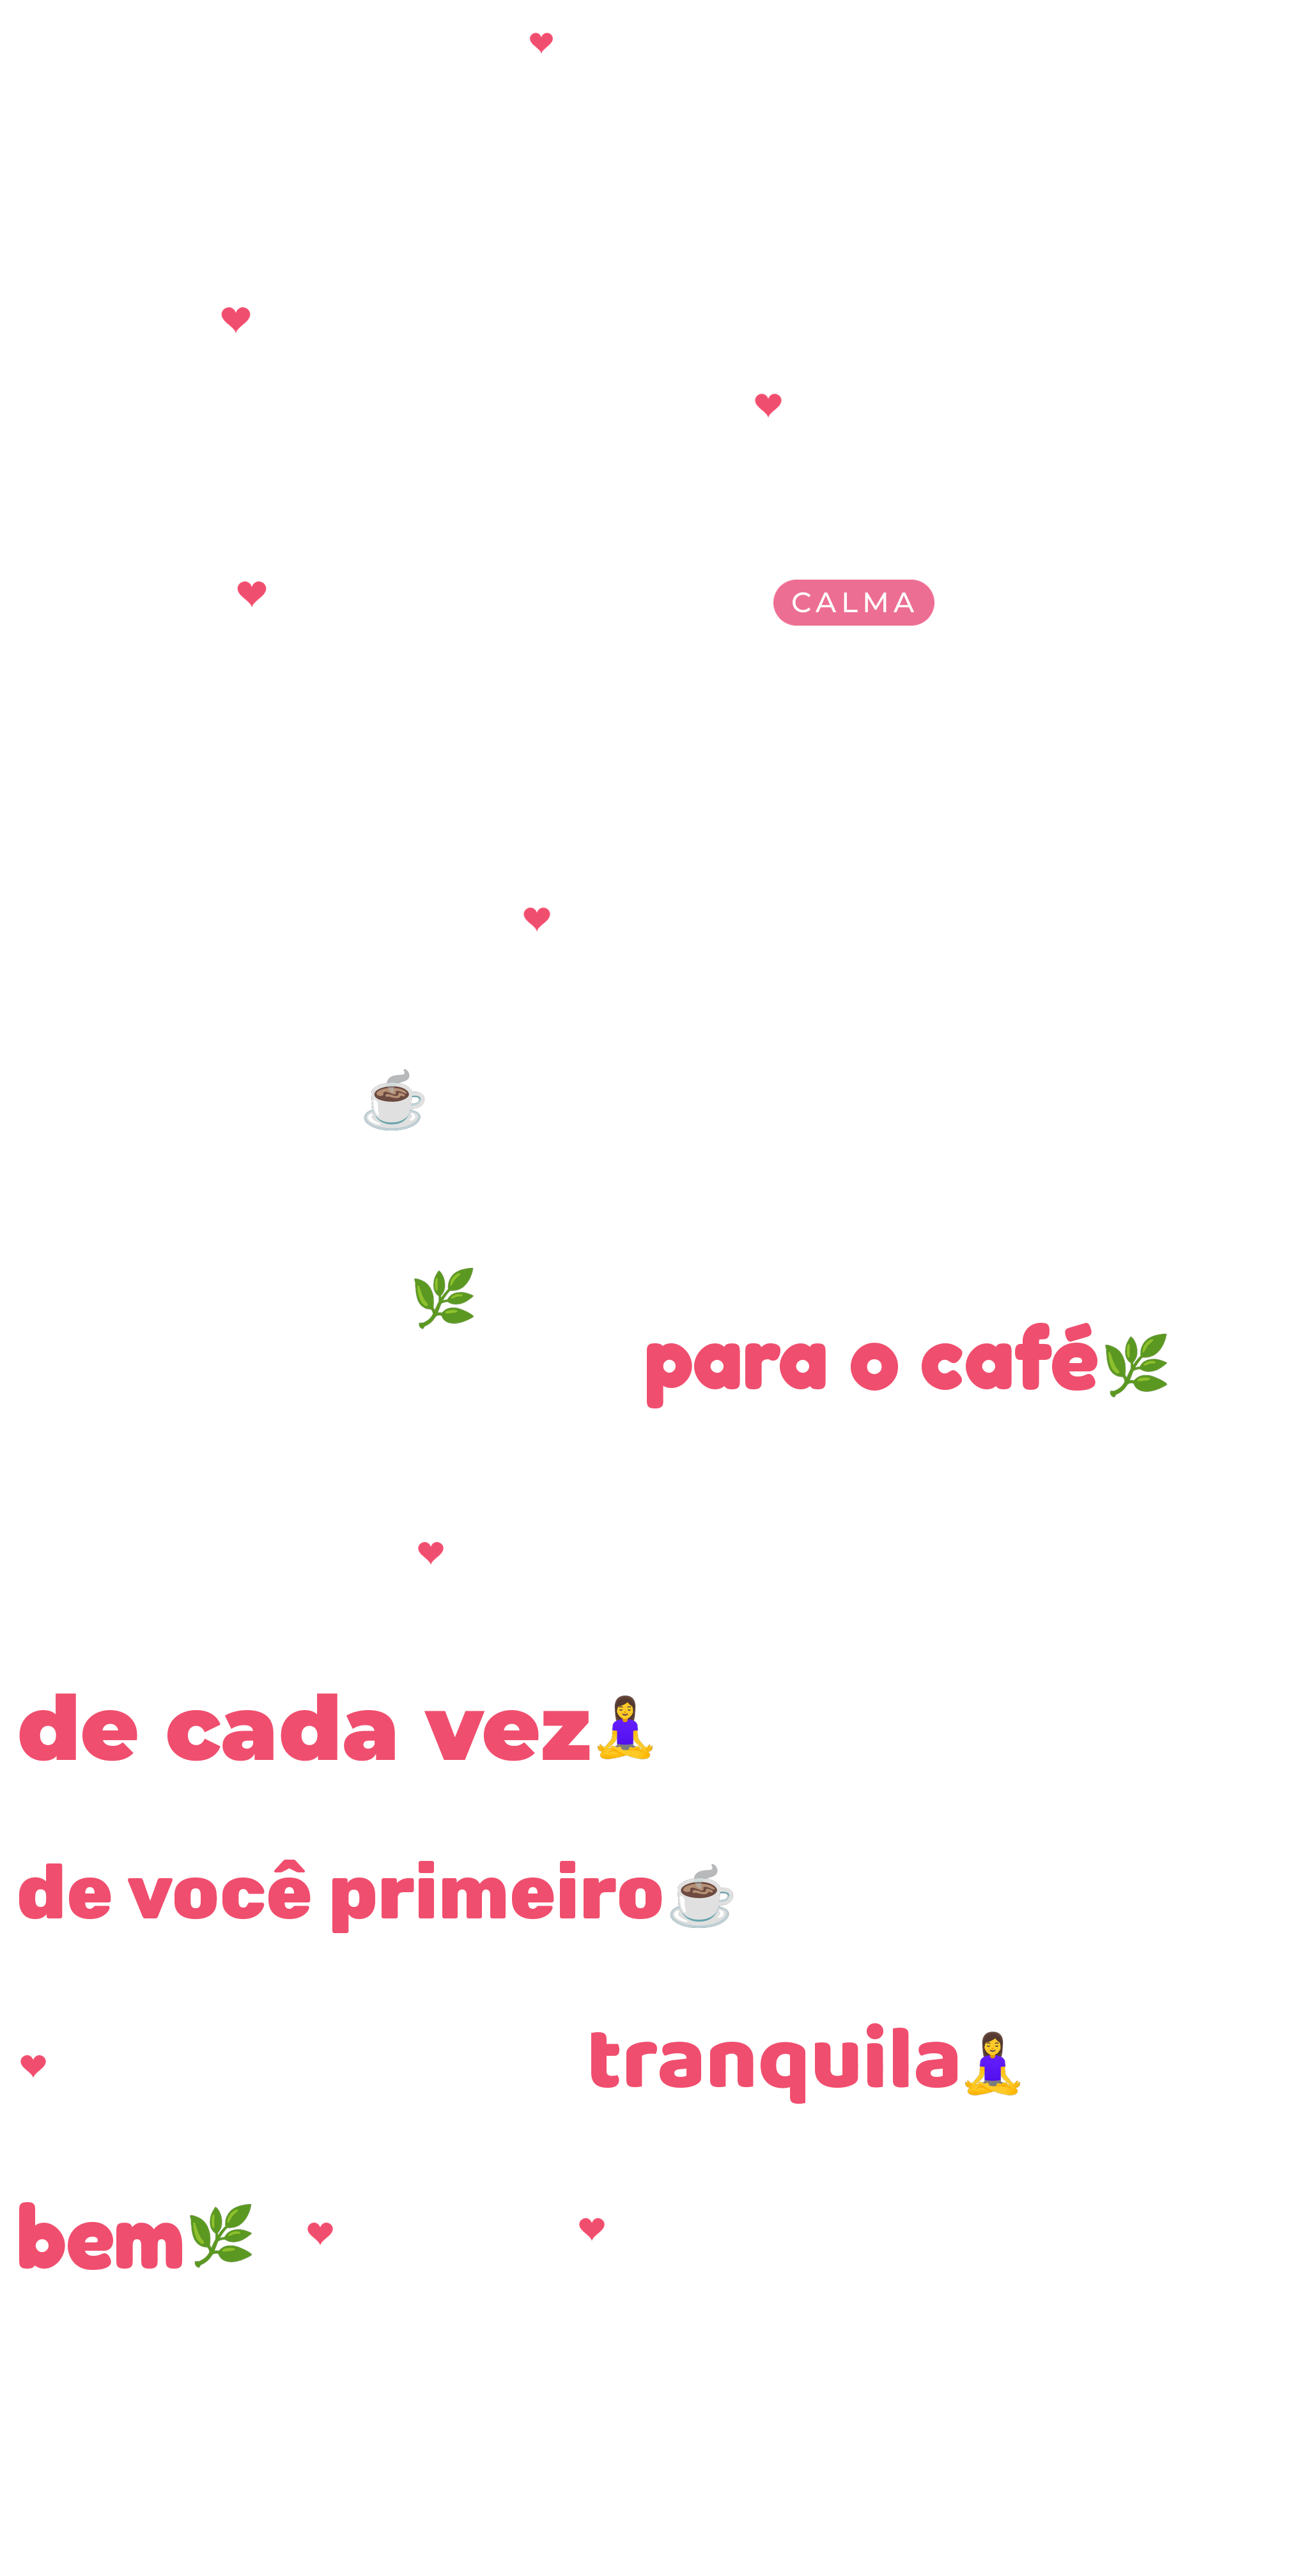 CALMA
para o café🌿
de cada vez🧘‍♀️
de você primeiro☕
tranquila🧘‍♀️
bem🌿